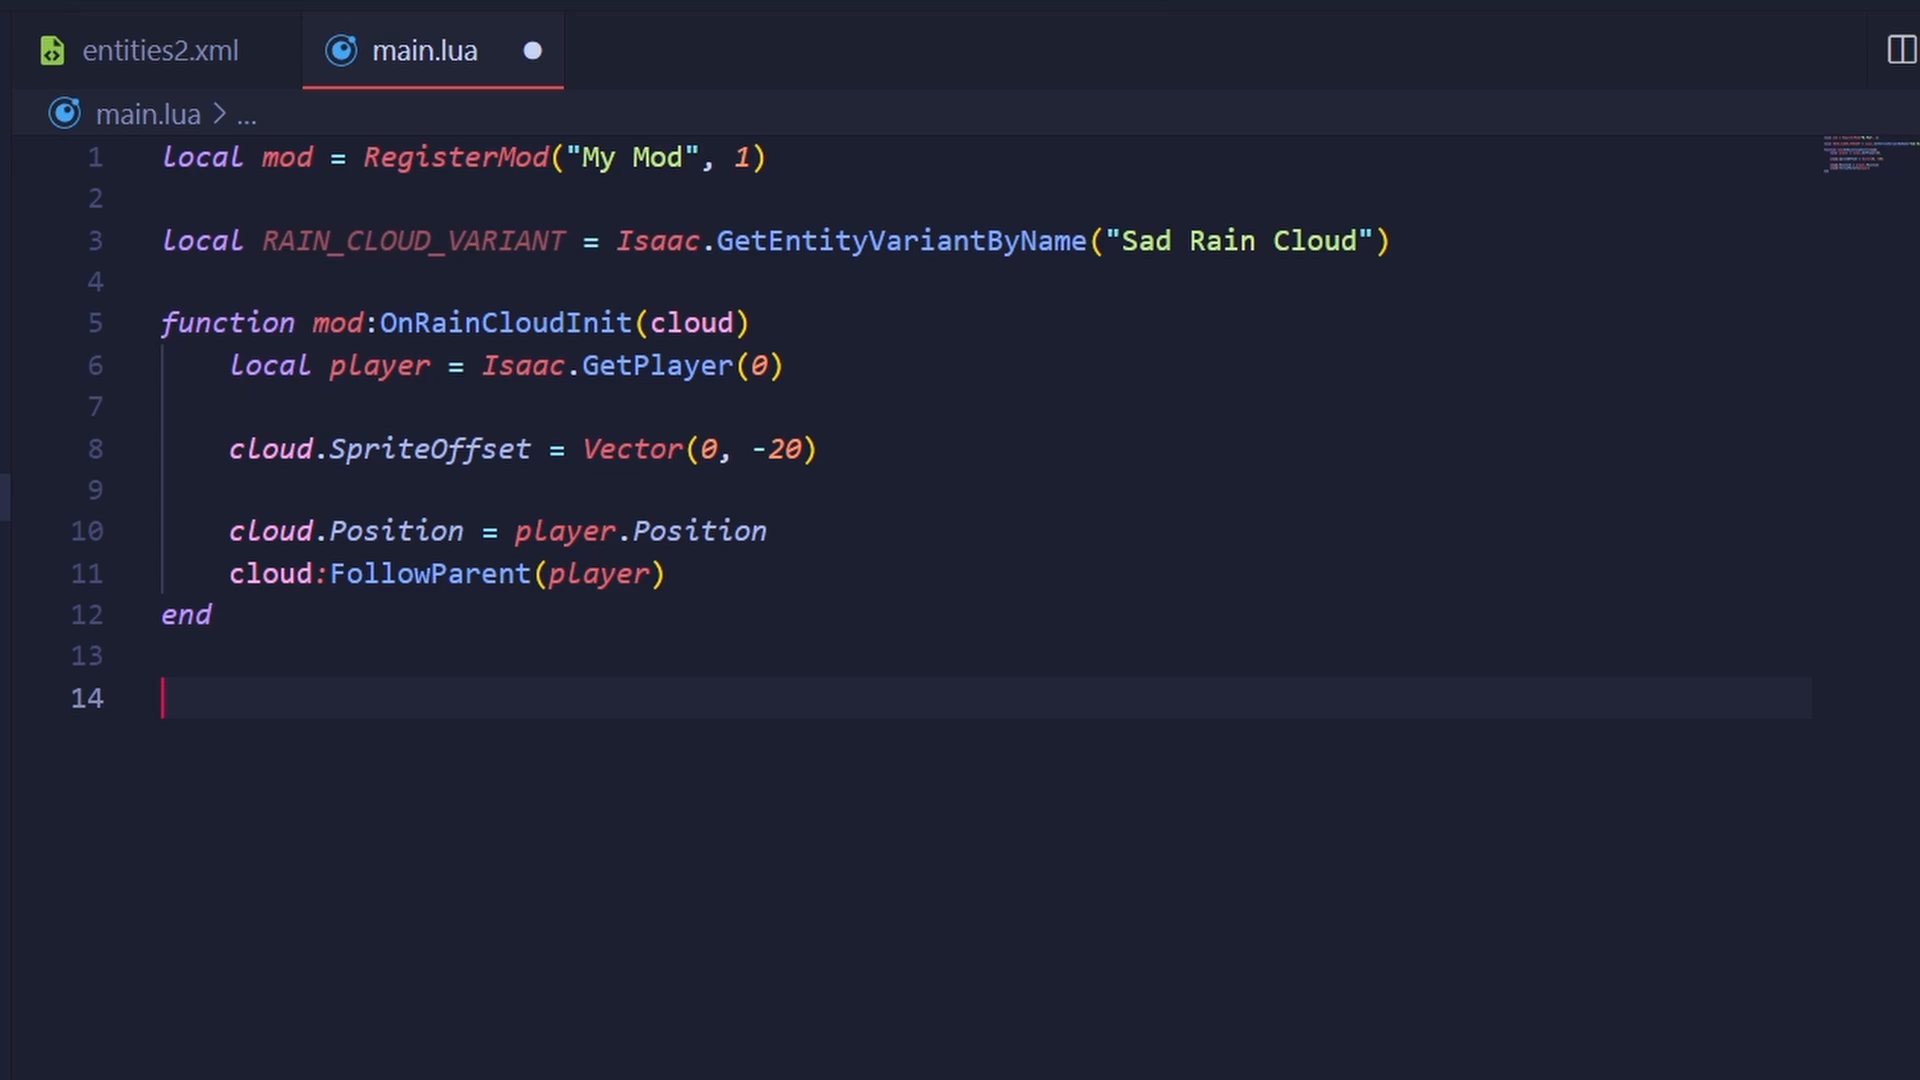 entities2.xml
main.lua
main.lua > ...
1 local mod = RegisterMod("My Mod", 1)
2
3 local RAIN_CLOUD_VARIANT = Isaac.GetEntityVariantByName("Sad Rain Cloud")
4
5 function mod:OnRainCloudInit(cloud)
6 local player = Isaac.GetPlayer(0)
7
8 cloud.SpriteOffset = Vector(0, -20)
9
10 cloud.Position = player.Position
11 cloud:FollowParent(player)
12 end
13
14